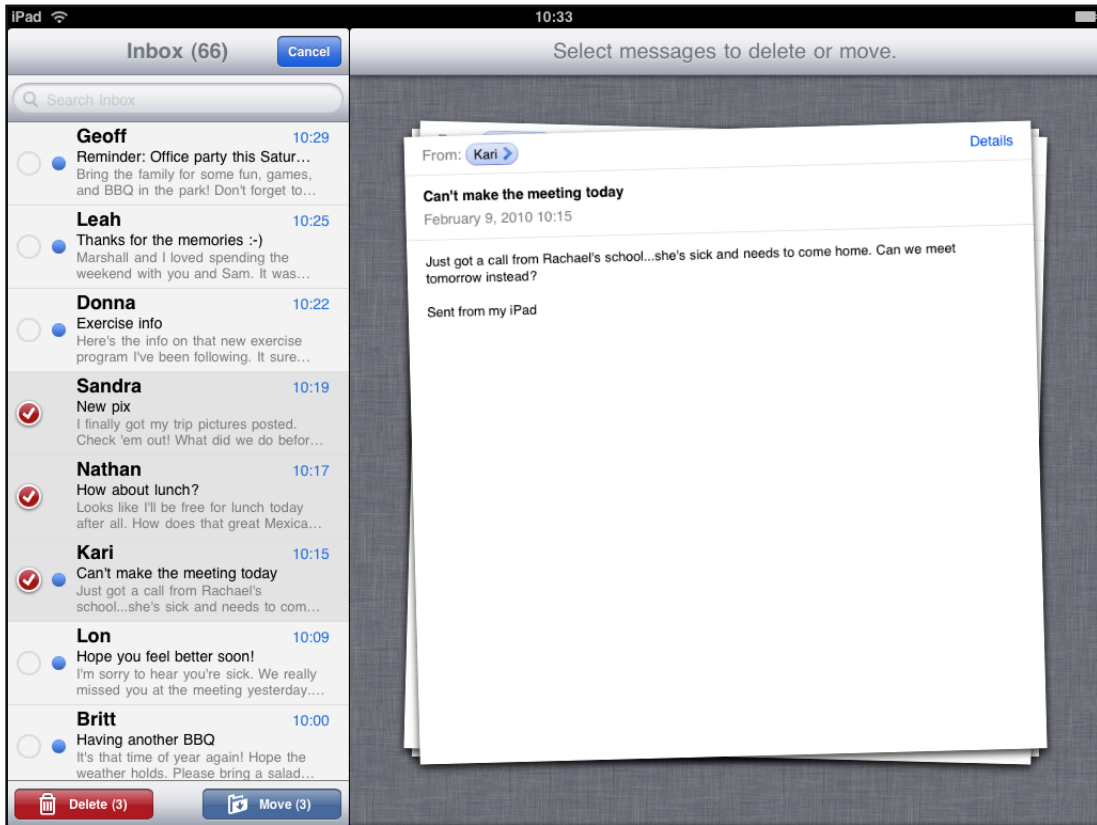 iPad
10:33
Inbox (66)
Cancel
Search Inbox
Geoff
10:29
Reminder: Office party this Satur...
Bring the family for some fun, games,
and BBQ in the park! Don't forget to...
Leah
10:25
Thanks for the memories :-)
Marshall and I loved spending the
weekend with you and Sam. It was...
Donna
10:22
Exercise info
Here's the info on that new exercise
program I've been following. It sure...
Sandra
10:19
New pix
I finally got my trip pictures posted.
Check 'em out! What did we do befor...
Nathan
10:17
How about lunch?
Looks like I'll be free for lunch today
after all. How does that great Mexica...
Kari
10:15
Can't make the meeting today
Just got a call from Rachael's
school...she's sick and needs to com...
Lon
10:09
Hope you feel better soon!
I'm sorry to hear you're sick. We really
missed you at the meeting yesterday....
Britt
10:00
Having another BBQ
It's that time of year again! Hope the
weather holds. Please bring a salad...
Delete (3)
Move (3)
Select messages to delete or move.
From: Kari
Details
Can't make the meeting today
February 9, 2010 10:15
Just got a call from Rachael's school...she's sick and needs to come home. Can we meet
tomorrow instead?
Sent from my iPad